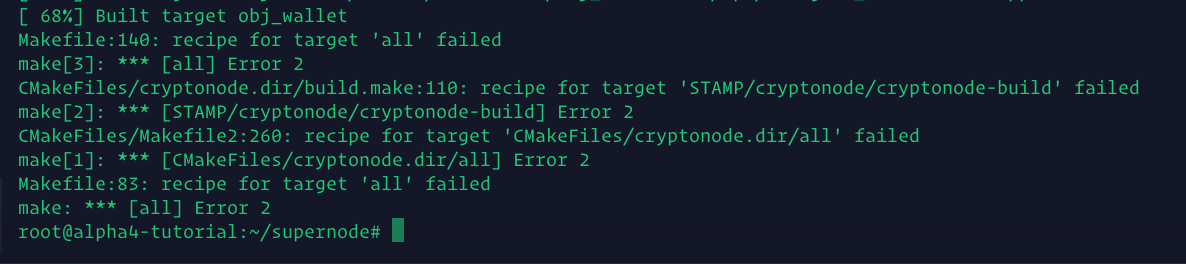 [ 68%] Built target obj_wallet
Makefile:140: recipe for target 'all' failed
make[3]: *** [all] Error 2
CMakeFiles/cryptonode.dir/build.make:110: recipe for target 'STAMP/cryptonode/cryptonode-build' failed
make[2]: *** [STAMP/cryptonode/cryptonode-build] Error 2
CMakeFiles/Makefile2:260: recipe for target 'CMakeFiles/cryptonode.dir/all' failed
make[1]: *** [CMakeFiles/cryptonode.dir/all] Error 2
Makefile:83: recipe for target 'all' failed
make: *** [all] Error 2
root@alpha4-tutorial:~/supernode#